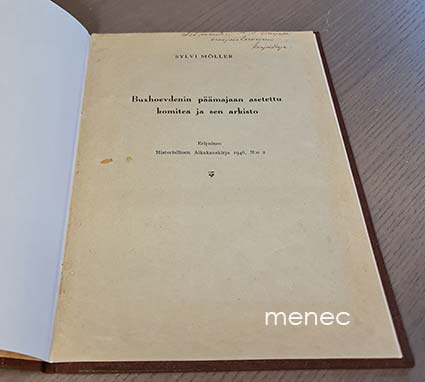 SYLVI MÖLLER
Buxhoevdenin päämajaan asetettu
komitea ja sen arkisto
Eripainos
Historiallinen Aikakauskirja 1946, N:o 2
menec